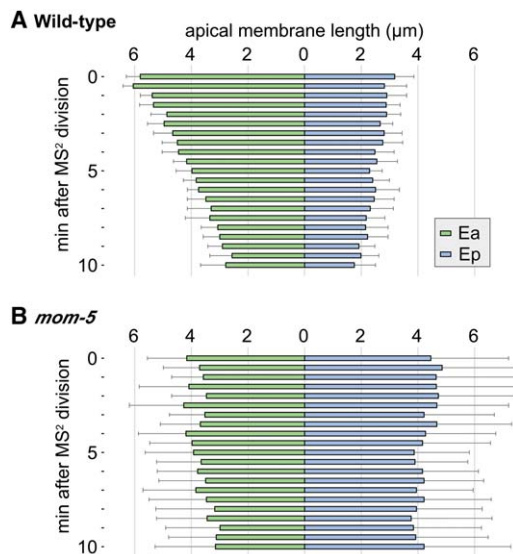 A Wild-type
apical membrane length (µm)
6 4 2 0 2 4 6
min after MS² division
0
5
10
Ea
Ep
B mom-5
6 4 2 0 2 4 6
min after MS² division
0
5
10